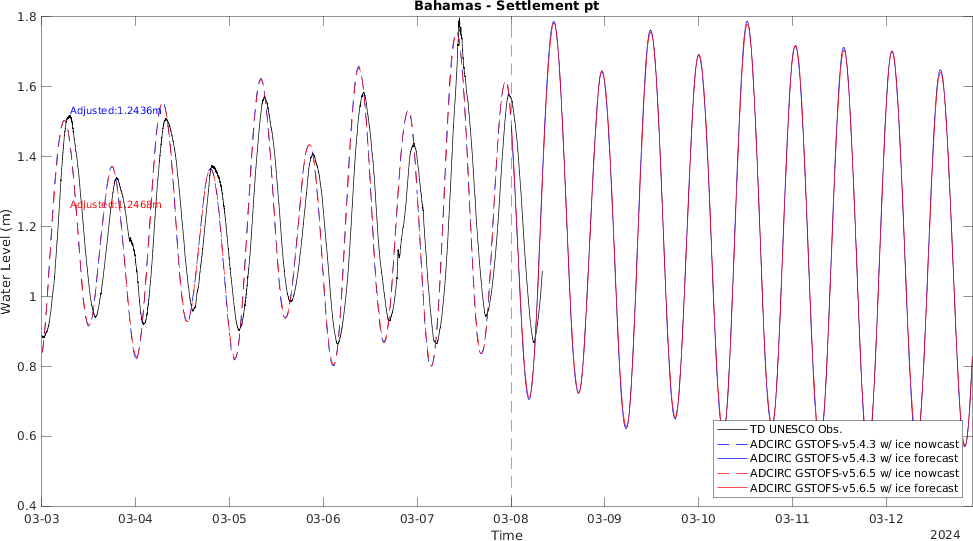 Bahamas - Settlement pt
1.8
1.6
1.4
1.2
1
0.8
0.6
0.4
Water Level (m)
Adjusted:1.2436m
Adjusted:1.2468m
TD UNESCO Obs.
ADCIRC GSTOFS-v5.4.3 w/ ice nowcast
ADCIRC GSTOFS-v5.4.3 w/ ice forecast
ADCIRC GSTOFS-v5.6.5 w/ ice nowcast
ADCIRC GSTOFS-v5.6.5 w/ ice forecast
03-03 03-04 03-05 03-06 03-07 03-08 03-09 03-10 03-11 03-12
Time
2024